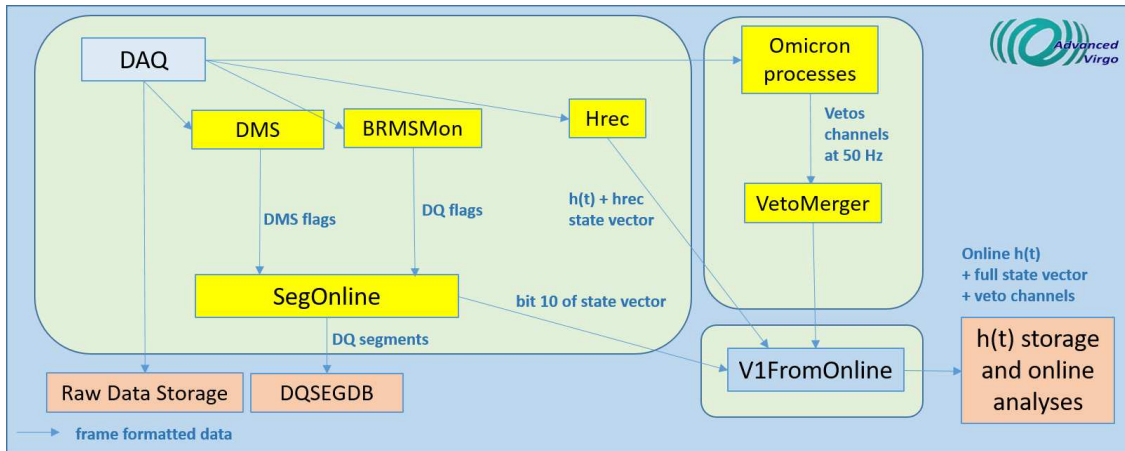 DAQ
Omicron
processes
Advanced
Virgo
DMS
BRMSMon
Hrec
Vetos
channels
at 50 Hz
DMS flags
DQ flags
h(t) + hrec
state vector
VetoMerger
SegOnline
bit 10 of state vector
Online h(t)
+ full state vector
+ veto channels
DQ segments
Raw Data Storage
DQSEGDB
V1FromOnline
h(t) storage
and online
analyses
frame formatted data